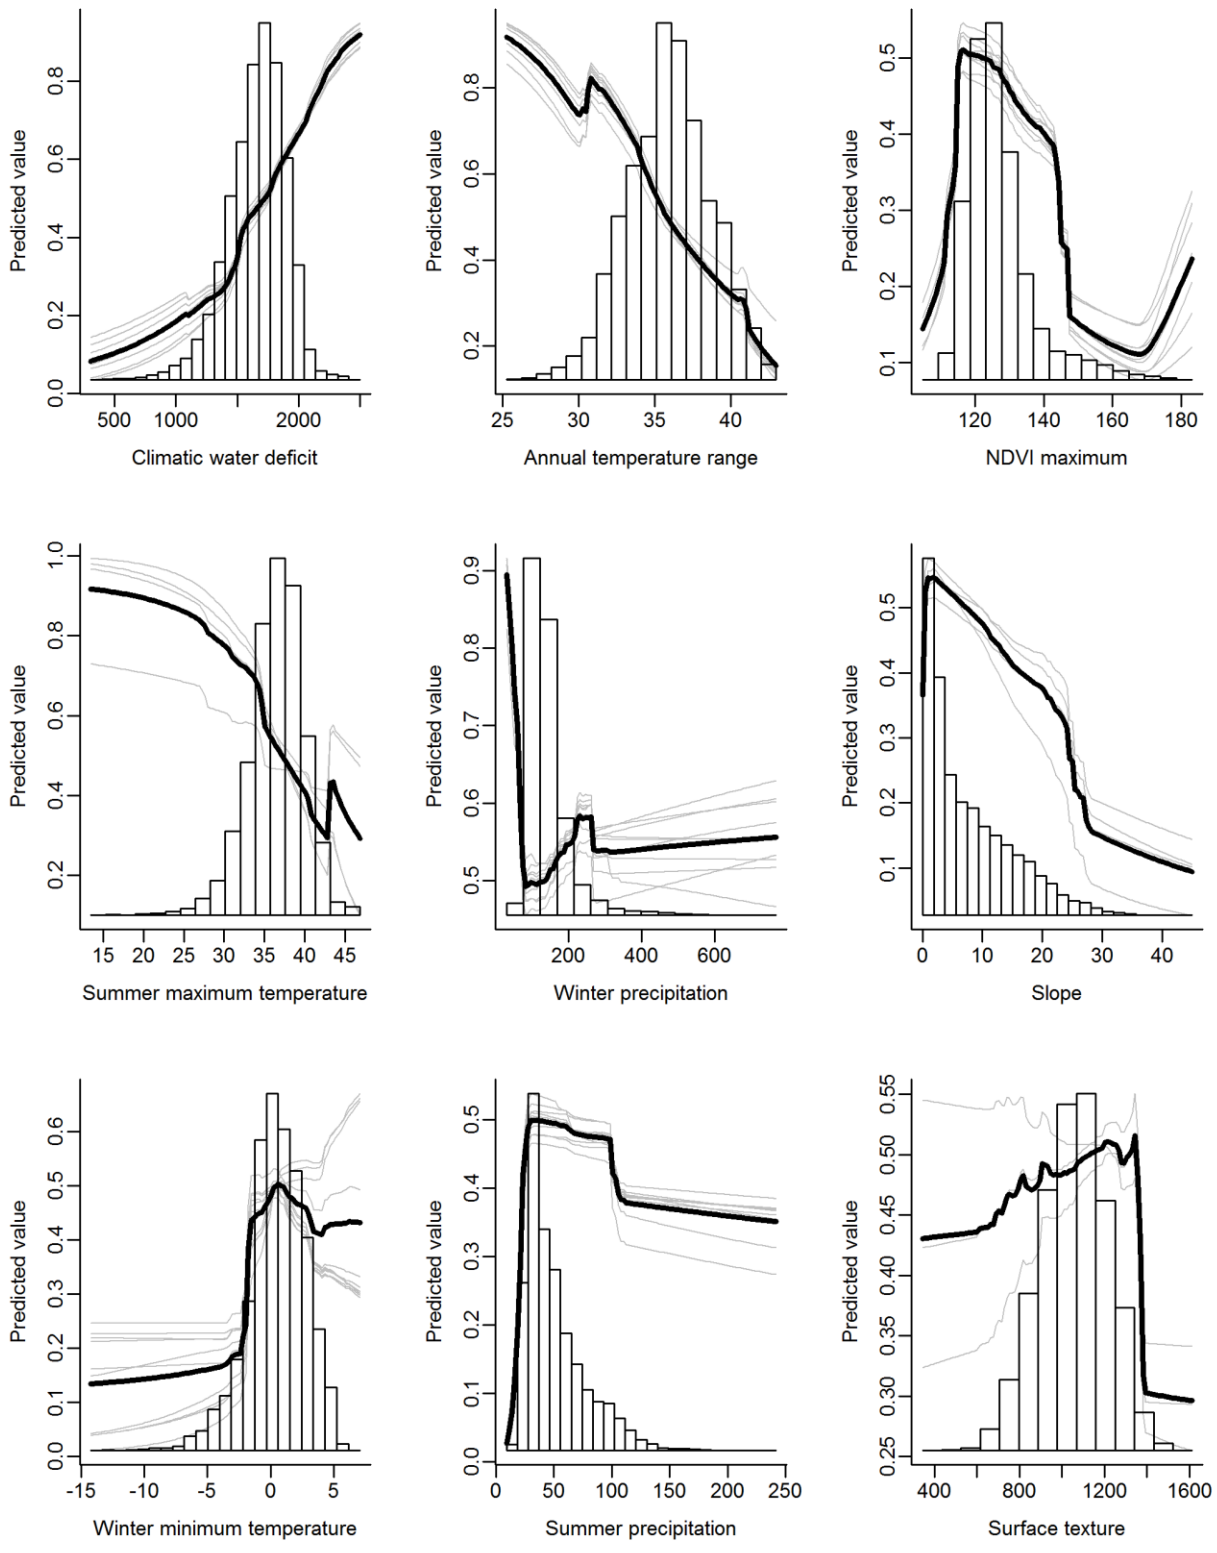 Predicted value
0.0 0.2 0.4 0.6 0.8
500 1000 2000
Climatic water deficit
Predicted value
0.2 0.4 0.6 0.8
25 30 35 40
Annual temperature range
Predicted value
0.1 0.2 0.3 0.4 0.5
120 140 160 180
NDVI maximum
Predicted value
0.2 0.4 0.6 0.8 1.0
15 20 25 30 35 40 45
Summer maximum temperature
Predicted value
0.5 0.6 0.7 0.8 0.9
200 400 600
Winter precipitation
Predicted value
0.1 0.2 0.3 0.4 0.5
0 10 20 30 40
Slope
Predicted value
0.0 0.1 0.2 0.3 0.4 0.5 0.6
-15 -10 -5 0 5
Winter minimum temperature
Predicted value
0.0 0.1 0.2 0.3 0.4 0.5
0 50 100 150 200 250
Summer precipitation
Predicted value
0.25 0.30 0.35 0.40 0.45 0.50 0.55
400 800 1200 1600
Surface texture